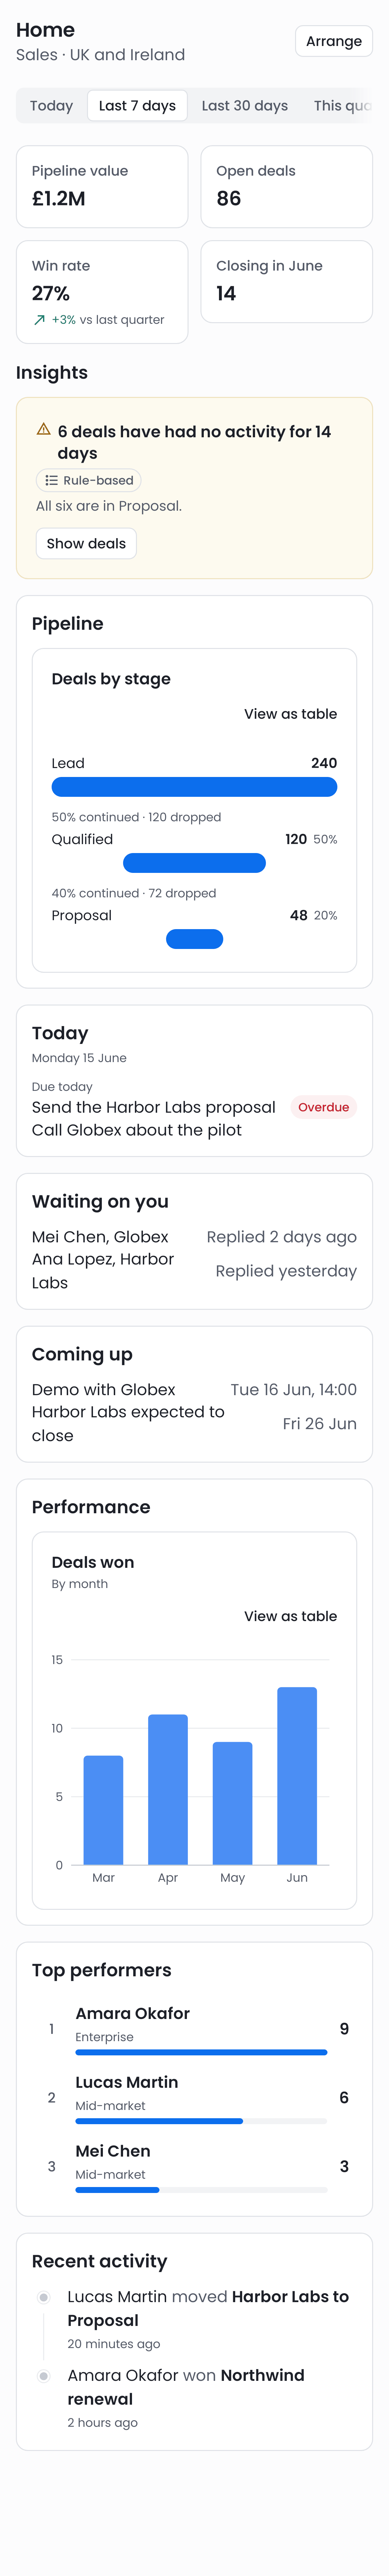 Home
Sales · UK and Ireland
Arrange
Today
Last 7 days
Last 30 days
This qua
Pipeline value
£1.2M
Open deals
86
Win rate
27%
+3% vs last quarter
Closing in June
14
Insights
6 deals have had no activity for 14
days
Rule-based
All six are in Proposal.
Show deals
Pipeline
Deals by stage
View as table
Lead 240
50% continued · 120 dropped
Qualified 120 50%
40% continued · 72 dropped
Proposal 48 20%
Today
Monday 15 June
Due today
Send the Harbor Labs proposal
Overdue
Call Globex about the pilot
Waiting on you
Mei Chen, Globex
Replied 2 days ago
Ana Lopez, Harbor
Labs
Replied yesterday
Coming up
Demo with Globex
Tue 16 Jun, 14:00
Harbor Labs expected to
close
Fri 26 Jun
Performance
Deals won
By month
View as table
15
10
5
0
Mar Apr May Jun
Top performers
1
Amara Okafor
Enterprise
9
2
Lucas Martin
Mid-market
6
3
Mei Chen
Mid-market
3
Recent activity
Lucas Martin moved Harbor Labs to
Proposal
20 minutes ago
Amara Okafor won Northwind
renewal
2 hours ago